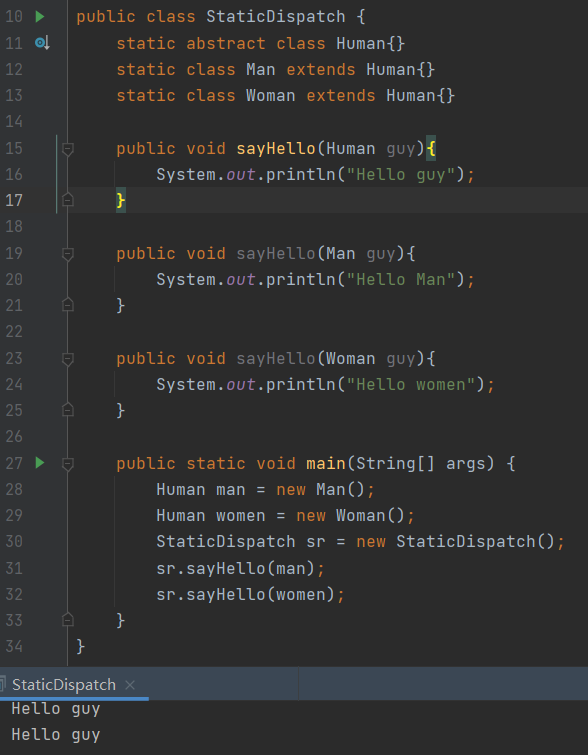 10 public class StaticDispatch {
11     static abstract class Human{}
12     static class Man extends Human{}
13     static class Woman extends Human{}
14
15     public void sayHello(Human guy){
16         System.out.println("Hello guy");
17     }
18
19     public void sayHello(Man guy){
20         System.out.println("Hello Man");
21     }
22
23     public void sayHello(Woman guy){
24         System.out.println("Hello women");
25     }
26
27     public static void main(String[] args) {
28         Human man = new Man();
29         Human women = new Woman();
30         StaticDispatch sr = new StaticDispatch();
31         sr.sayHello(man);
32         sr.sayHello(women);
33     }
34 }
StaticDispatch ×
Hello guy
Hello guy